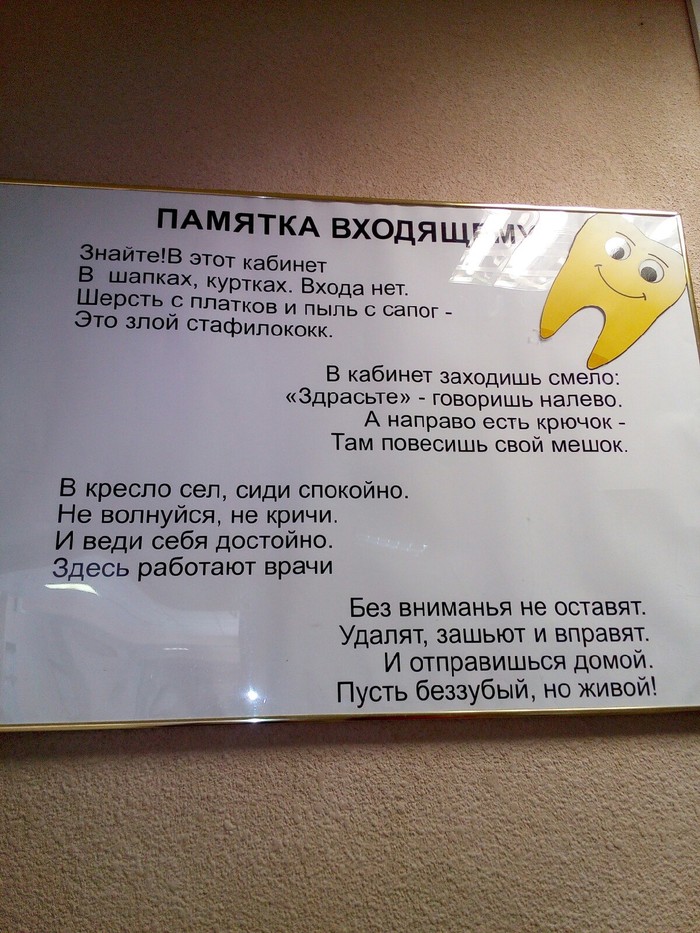 ПАМЯТКА ВХОДЯЩЕМУ
Знайте!В этот кабинет
В шапках, куртках. Входа нет.
Шерсть с платков и пыль с сапог -
Это злой стафилококк.
В кабинет заходишь смело:
«Здрасьте» - говоришь налево.
А направо есть крючок -
Там повесишь свой мешок.
В кресло сел, сиди спокойно.
Не волнуйся, не кричи.
И веди себя достойно.
Здесь работают врачи
Без вниманья не оставят.
Удалят, зашьют и вправят.
И отправишься домой.
Пусть беззубый, но живой!